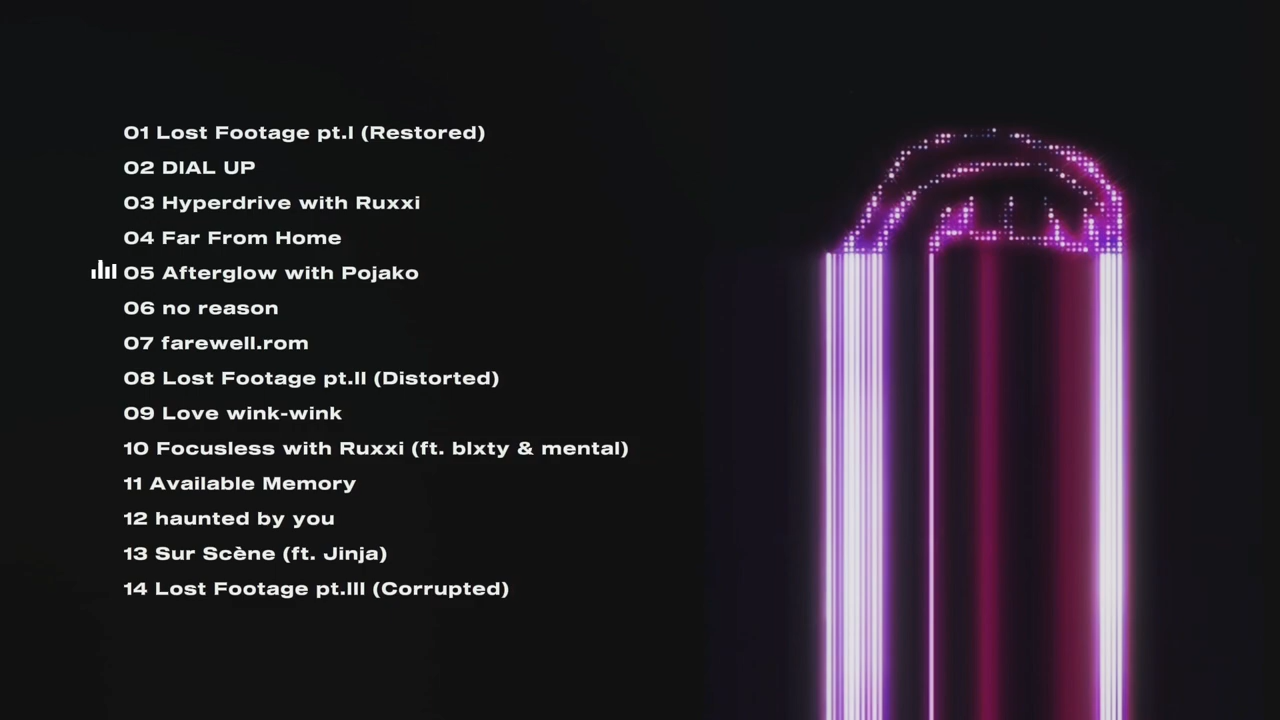 01 Lost Footage pt.I (Restored)
02 DIAL UP
03 Hyperdrive with Ruxxi
04 Far From Home
05 Afterglow with Pojako
06 no reason
07 farewell.rom
08 Lost Footage pt.II (Distorted)
09 Love wink-wink
10 Focusless with Ruxxi (ft. blxty & mental)
11 Available Memory
12 haunted by you
13 Sur Scène (ft. Jinja)
14 Lost Footage pt.III (Corrupted)